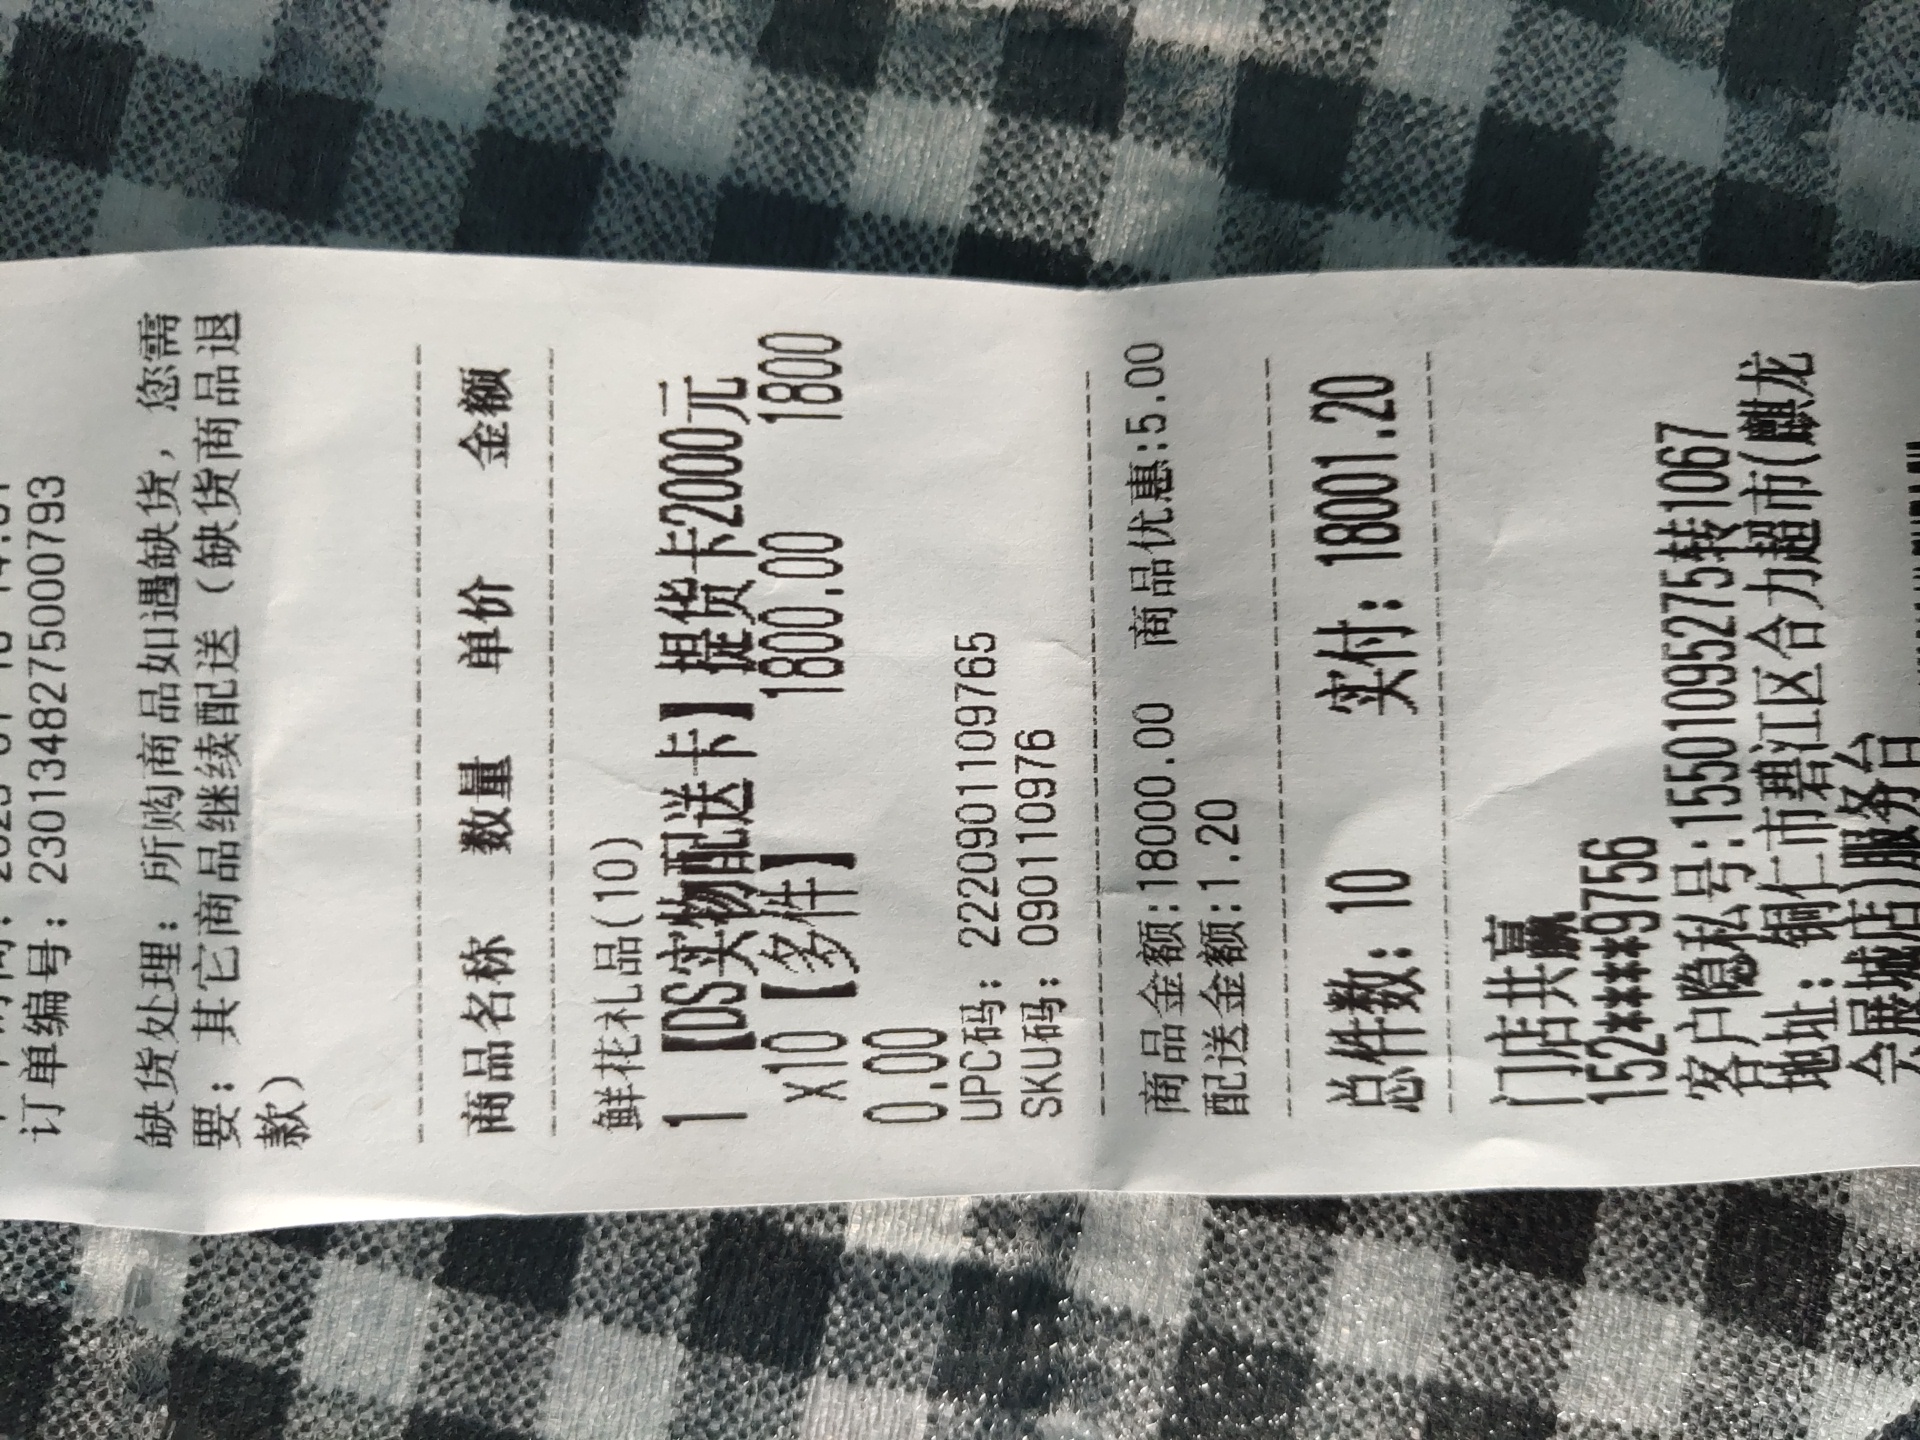 订单编号：2301348275000793
缺货处理：所购商品如遇缺货，您需
要：其它商品继续配送（缺货商品退
款）
商品名称 数量 单价 金额
鲜花礼品(10)
1 【DS实物配送卡】提货卡2000元
x10【多件】 1800.00 1800
0.00
UPC码：2220901109765
SKU码：090110976
商品金额:18000.00 商品优惠:5.00
配送金额:1.20
总件数：10 实付：18001.20
门店共赢
152****9756
客户隐私号:15501095275转1067
地址：铜仁市碧江区合力超市(麒龙
会展城店)服务台